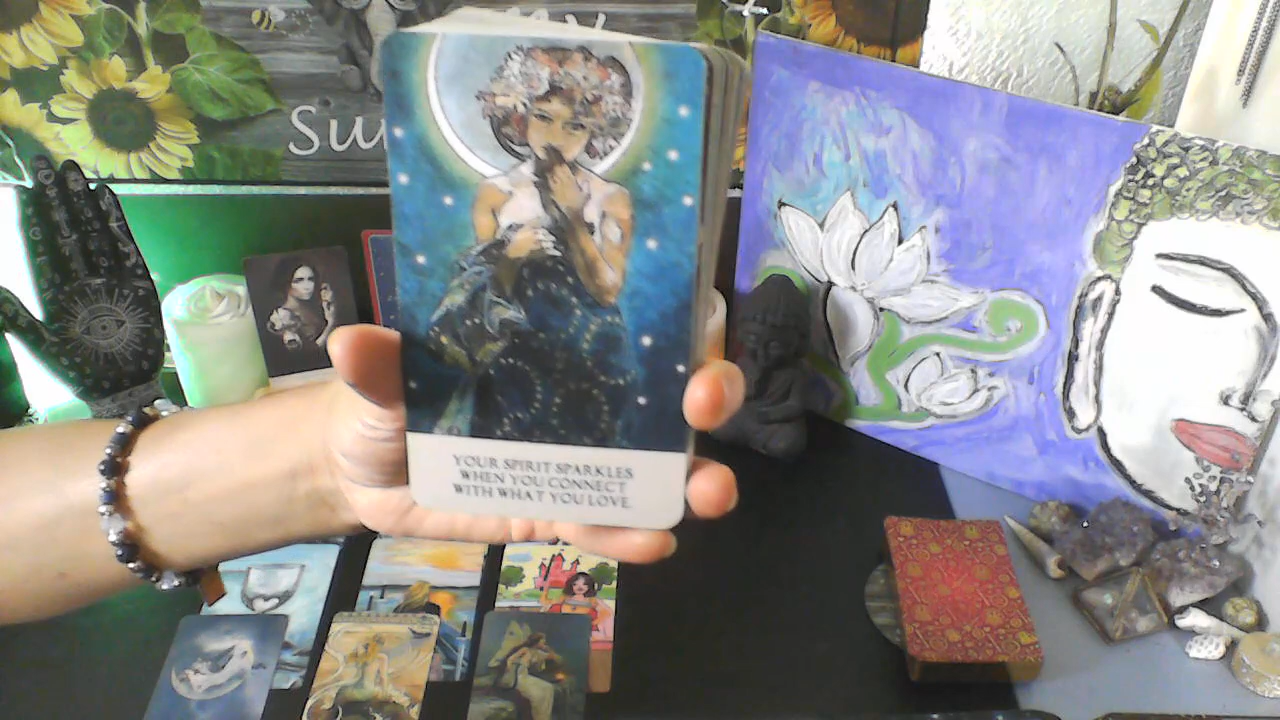 Su
YOUR SPIRIT SPARKLES
WHEN YOU CONNECT
WITH WHAT YOU LOVE.